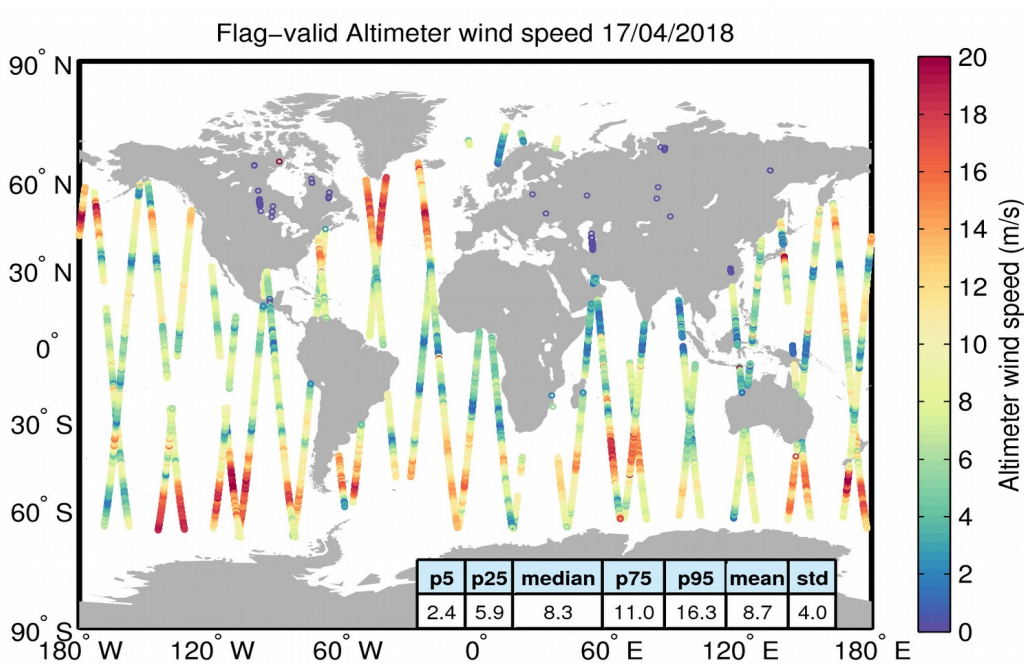 Flag−valid Altimeter wind speed 17/04/2018
90° N
60° N
30° N
0°
30° S
60° S
90° S
180° W
120° W
60° W
0°
60° E
120° E
180° E
p5 p25 median p75 p95 mean std
2.4 5.9 8.3 11.0 16.3 8.7 4.0
20
18
16
14
12
10
8
6
4
2
0
Altimeter wind speed (m/s)